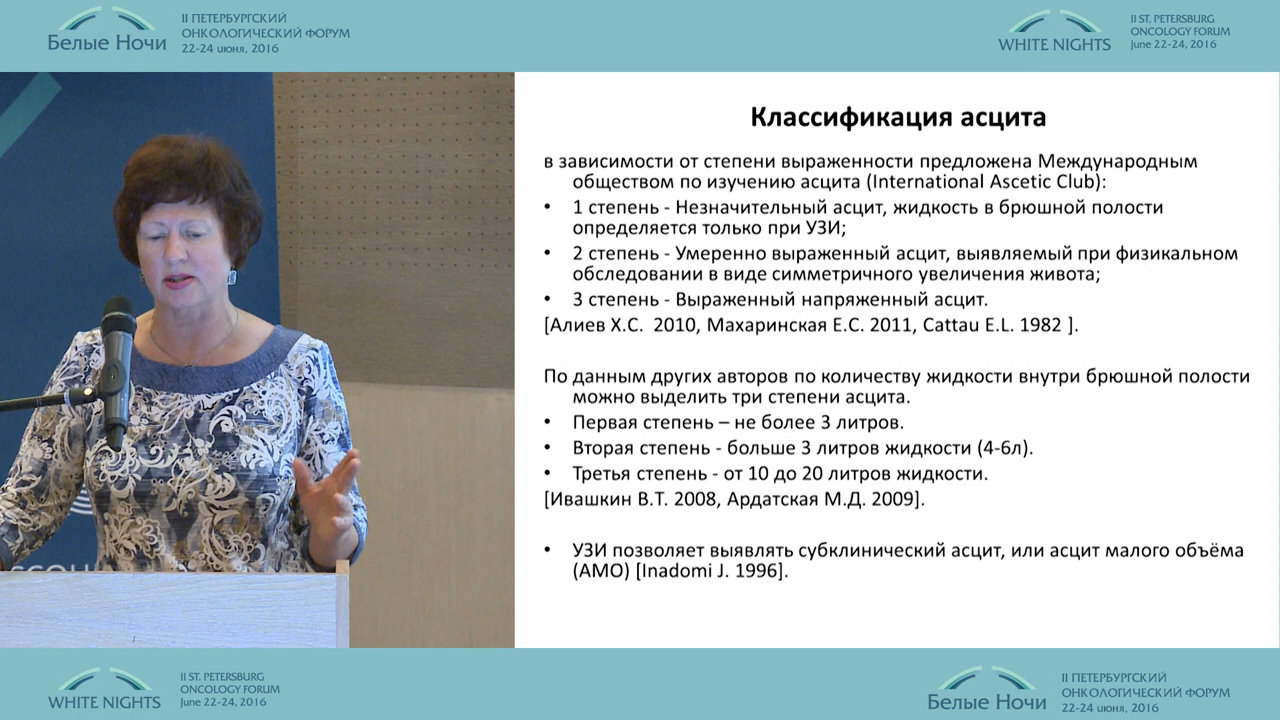 Белые Ночи
II ПЕТЕРБУРГСКИЙ
ОНКОЛОГИЧЕСКИЙ ФОРУМ
22-24 июня, 2016
WHITE NIGHTS
II ST. PETERSBURG
ONCOLOGY FORUM
June 22-24, 2016
Классификация асцита
в зависимости от степени выраженности предложена Международным
обществом по изучению асцита (International Ascetic Club):
• 1 степень - Незначительный асцит, жидкость в брюшной полости
определяется только при УЗИ;
• 2 степень - Умеренно выраженный асцит, выявляемый при физикальном
обследовании в виде симметричного увеличения живота;
• 3 степень - Выраженный напряженный асцит.
[Алиев Х.С. 2010, Махаринская Е.С. 2011, Cattau E.L. 1982 ].
По данным других авторов по количеству жидкости внутри брюшной полости
можно выделить три степени асцита.
• Первая степень – не более 3 литров.
• Вторая степень - больше 3 литров жидкости (4-6л).
• Третья степень - от 10 до 20 литров жидкости.
[Ивашкин В.Т. 2008, Ардатская М.Д. 2009].
• УЗИ позволяет выявлять субклинический асцит, или асцит малого объёма
(АМО) [Inadomi J. 1996].
WHITE NIGHTS
II ST. PETERSBURG
ONCOLOGY FORUM
June 22-24, 2016
Белые Ночи
II ПЕТЕРБУРГСКИЙ
ОНКОЛОГИЧЕСКИЙ ФОРУМ
22-24 июня, 2016